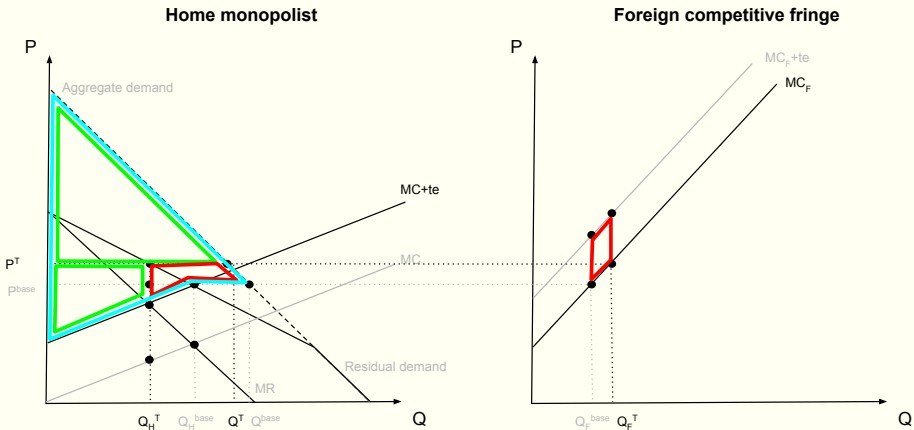 Home monopolist
Foreign competitive fringe
P
P
MC_F+te
Aggregate demand
MC_F
MC+te
P^T
MC
P^base
Residual demand
MR
Q_H^T
Q_H^base
Q^T
Q^base
Q
Q_F^base
Q_F^T
Q